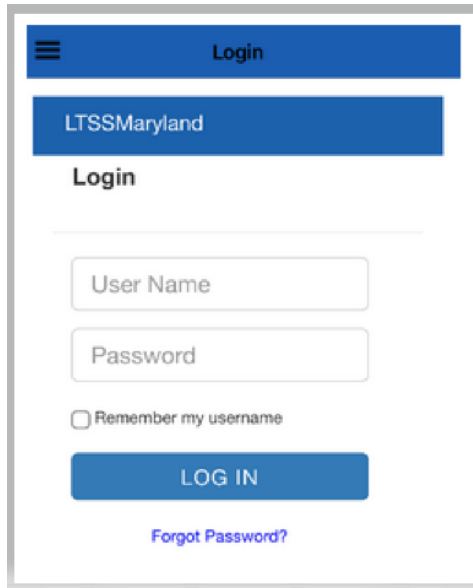 Login
LTSSMaryland
Login
User Name
Password
Remember my username
LOG IN
Forgot Password?